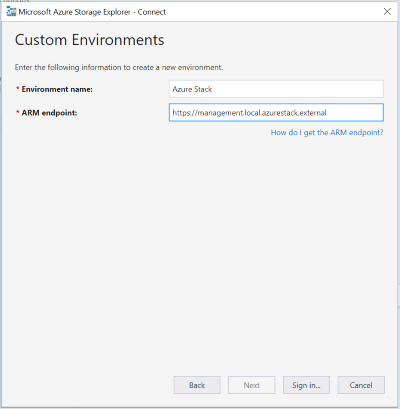 Microsoft Azure Storage Explorer - Connect
Custom Environments
Enter the following information to create a new environment.
* Environment name: Azure Stack
* ARM endpoint: https://management.local.azurestack.external
How do I get the ARM endpoint?
Back Next Sign in... Cancel